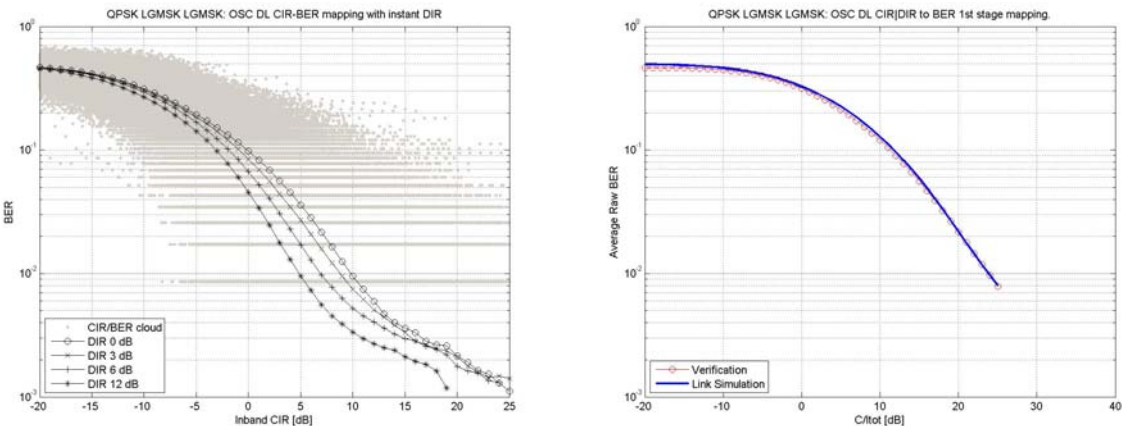 QPSK LGMSK LGMSK: OSC DL CIR-BER mapping with instant DIR
10^0
10^-1
10^-2
10^-3
BER
CIR/BER cloud
DIR 0 dB
DIR 3 dB
DIR 6 dB
DIR 12 dB
-20 -15 -10 -5 0 5 10 15 20 25
Inband CIR [dB]
QPSK LGMSK LGMSK: OSC DL CIR|DIR to BER 1st stage mapping.
10^0
10^-1
10^-2
10^-3
Average Raw BER
Verification
Link Simulation
-20 -10 0 10 20 30 40
C/Itot [dB]